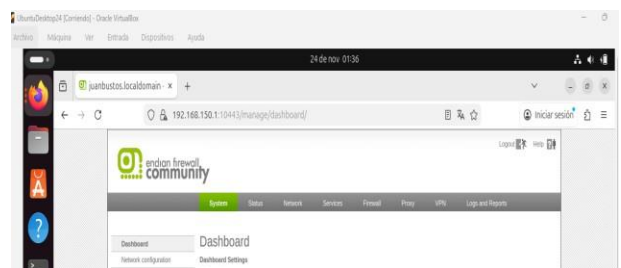 UbuntuDesktop24 [Corriendo] - Oracle VirtualBox
Archivo Máquina Ver Entrada Dispositivos Ayuda
24 de nov 01:36
juanbustos.localdomain - ×
192.168.150.1:10443/manage/dashboard/
Iniciar sesión
Logout Help
endian firewall
community
System Status Network Services Firewall Proxy VPN Logs and Reports
Dashboard
Dashboard
Network configuration
Dashboard Settings